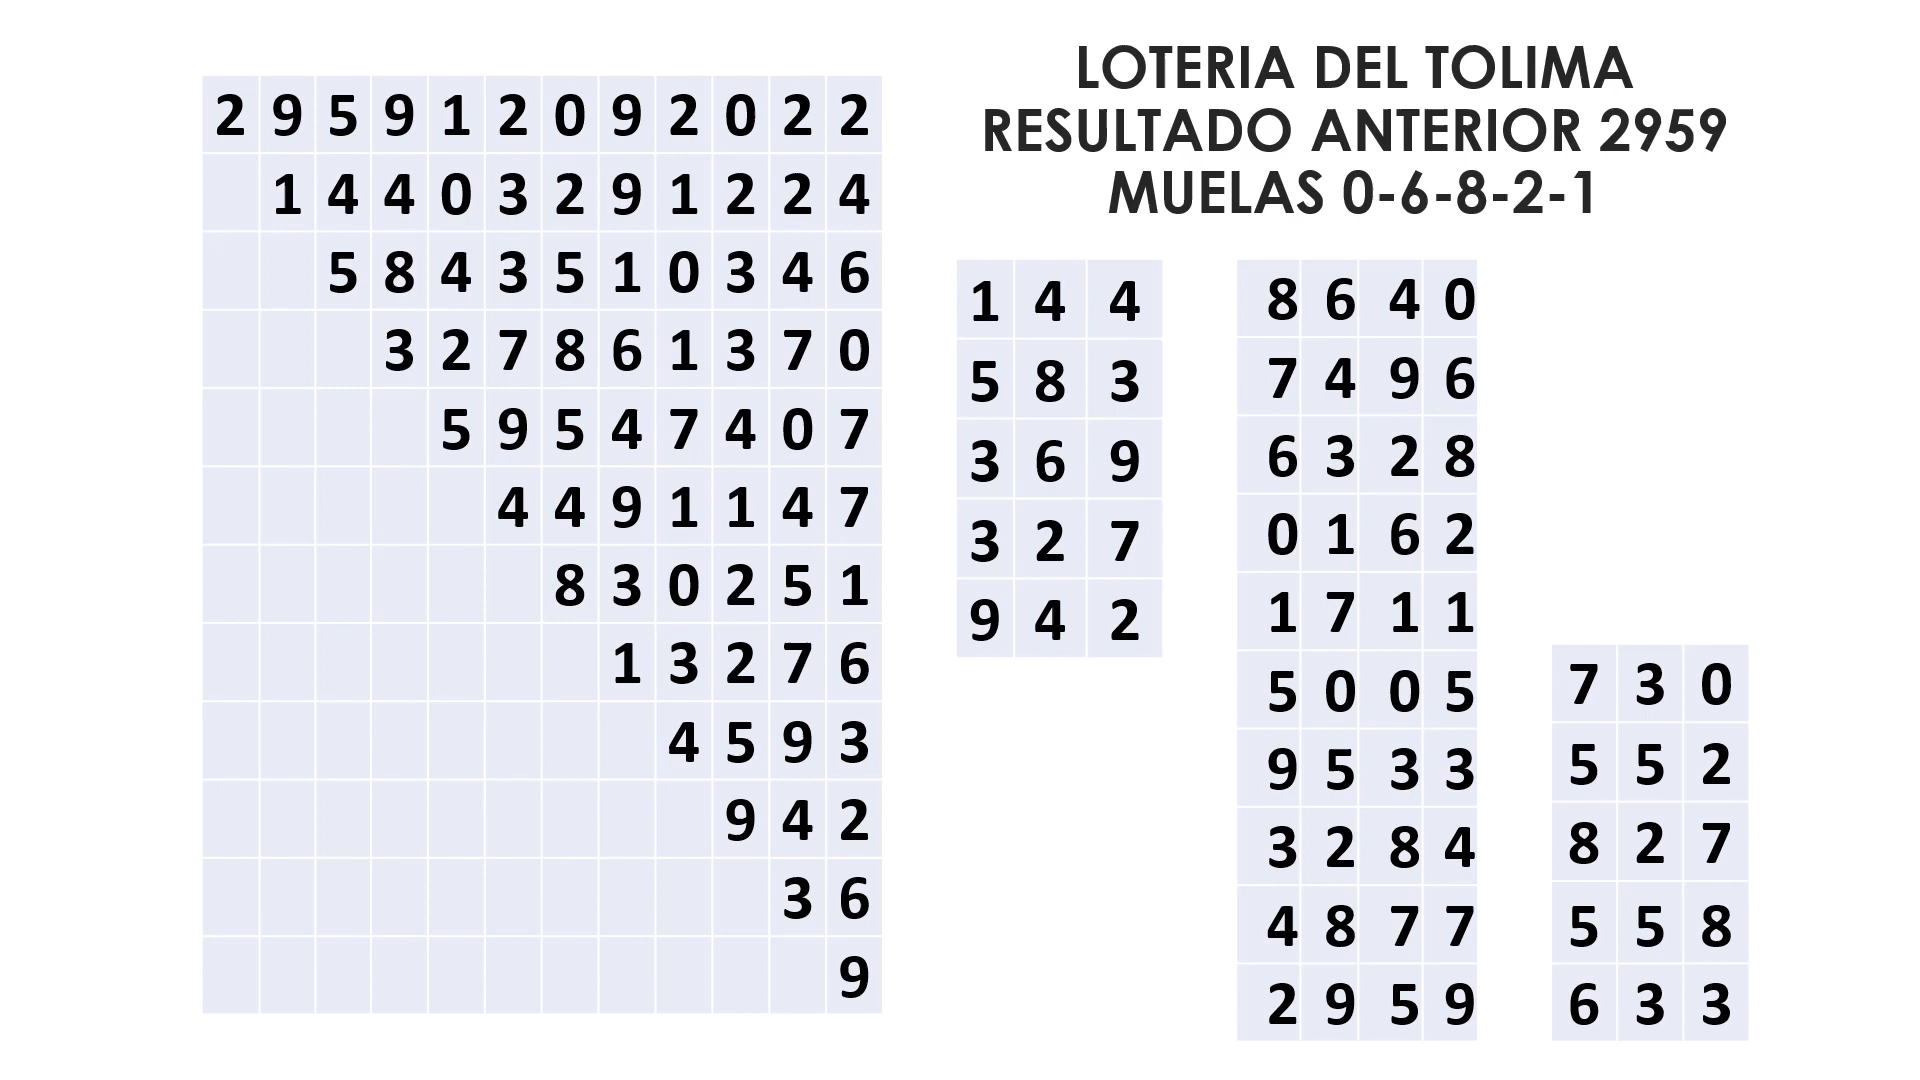 LOTERIA DEL TOLIMA
RESULTADO ANTERIOR 2959
MUELAS 0-6-8-2-1
2 9 5 9 1 2 0 9 2 0 2 2
1 4 4 0 3 2 9 1 2 2 4
5 8 4 3 5 1 0 3 4 6
3 2 7 8 6 1 3 7 0
5 9 5 4 7 4 0 7
4 4 9 1 1 4 7
8 3 0 2 5 1
1 3 2 7 6
4 5 9 3
9 4 2
3 6
9
1 4 4
5 8 3
3 6 9
3 2 7
9 4 2
8 6 4 0
7 4 9 6
6 3 2 8
0 1 6 2
1 7 1 1
5 0 0 5
9 5 3 3
3 2 8 4
4 8 7 7
2 9 5 9
7 3 0
5 5 2
8 2 7
5 5 8
6 3 3